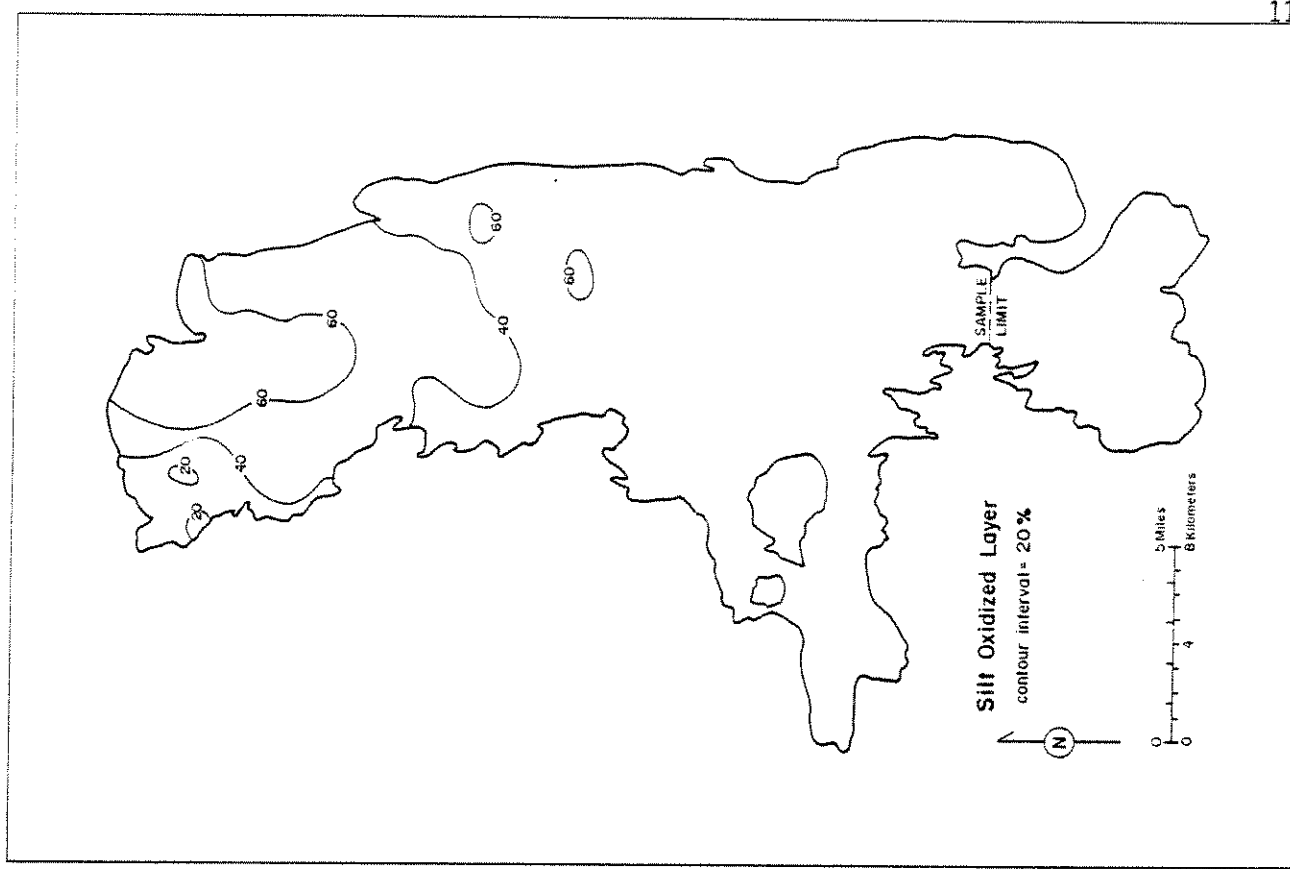 11
60
60
20
20
40
40
60
60
SAMPLE
LIMIT
Silt Oxidized Layer
contour interval = 20 %
N
0 5 Miles
0 4 8 Kilometers